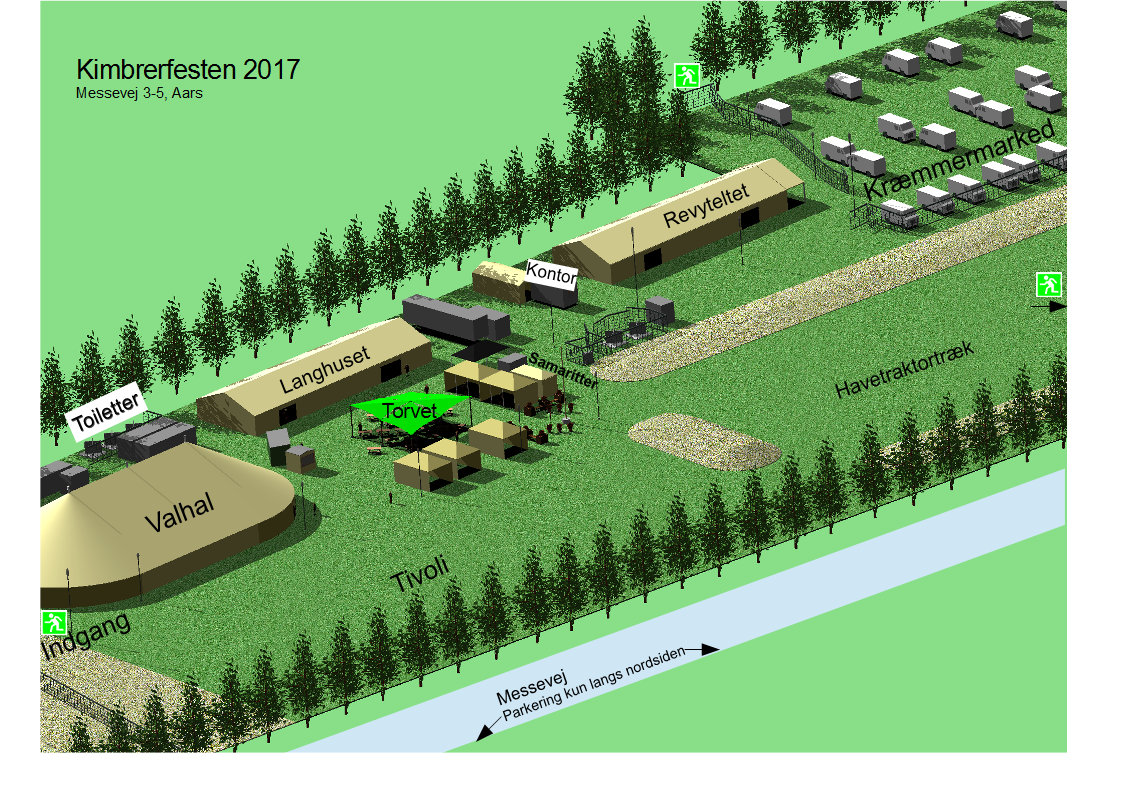 Kimbrerfesten 2017
Messevej 3-5, Aars
Kræmmermarked
Revyteltet
Kontor
Langhuset
Samaritter
Havetraktortræk
Toiletter
Torvet
Valhal
Tivoli
Indgang
Messevej
Parkering kun langs nordsiden